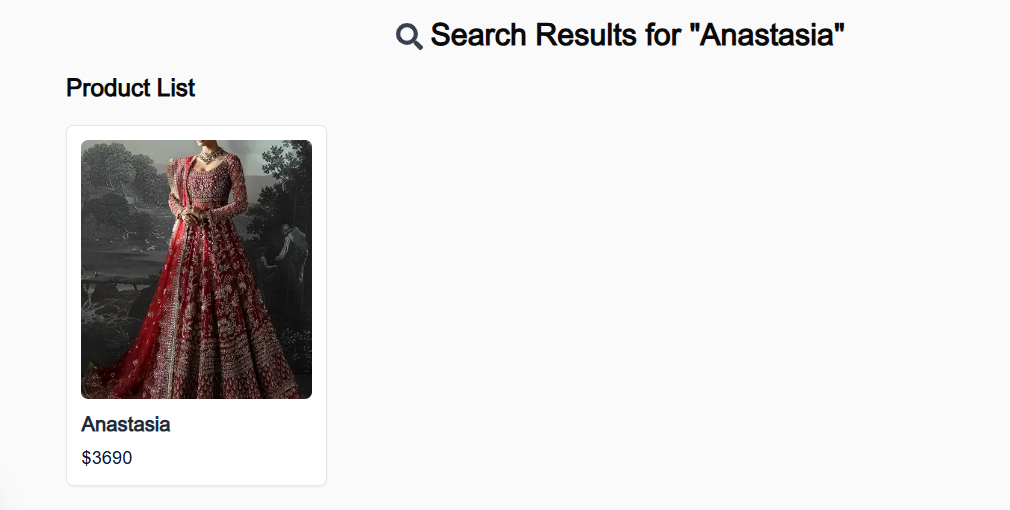 Search Results for "Anastasia"
Product List
Anastasia
$3690